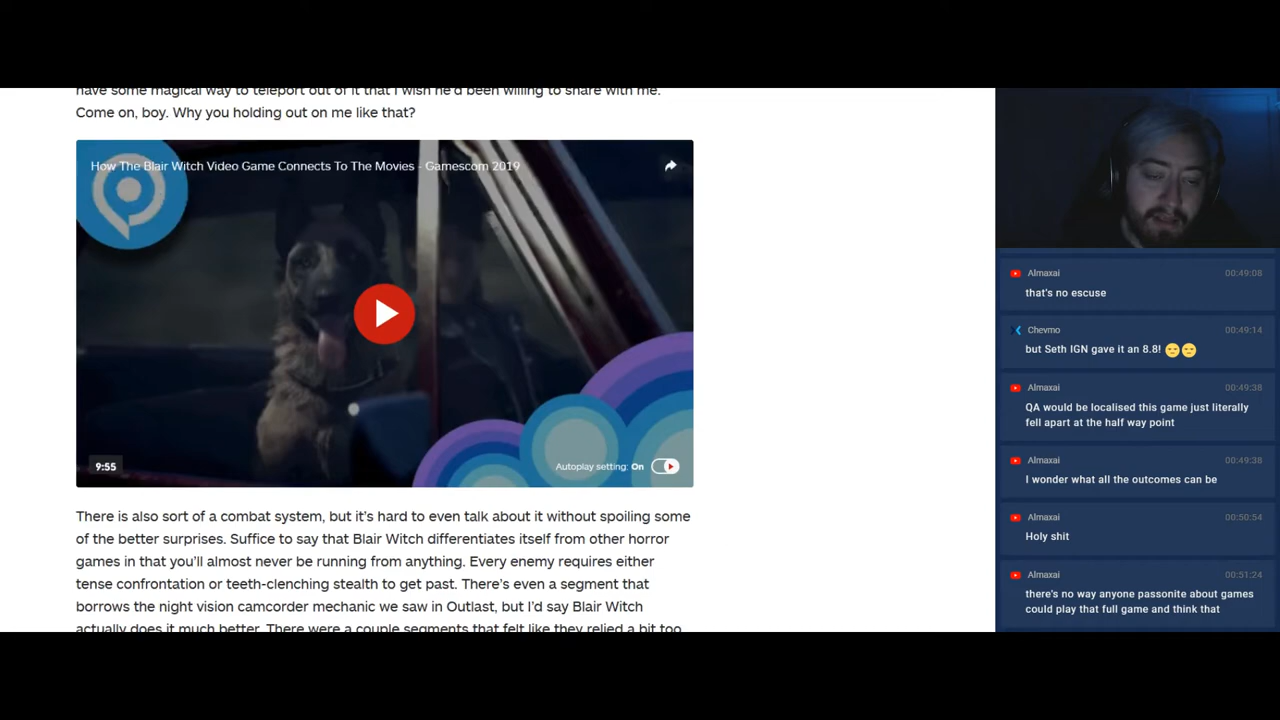 have some magical way to teleport out of it that I wish he'd been willing to share with me.
Come on, boy. Why you holding out on me like that?
How The Blair Witch Video Game Connects To The Movies - Gamescom 2019
9:55
Autoplay setting: On
There is also sort of a combat system, but it's hard to even talk about it without spoiling some
of the better surprises. Suffice to say that Blair Witch differentiates itself from other horror
games in that you'll almost never be running from anything. Every enemy requires either
tense confrontation or teeth-clenching stealth to get past. There's even a segment that
borrows the night vision camcorder mechanic we saw in Outlast, but I'd say Blair Witch
actually does it much better. There were a couple segments that felt like they relied a bit too
Almaxai 00:49:08
that's no escuse
Chevmo 00:49:14
but Seth IGN gave it an 8.8! 😔😔
Almaxai 00:49:38
QA would be localised this game just literally
fell apart at the half way point
Almaxai 00:49:38
I wonder what all the outcomes can be
Almaxai 00:50:54
Holy shit
Almaxai 00:51:24
there's no way anyone passonite about games
could play that full game and think that